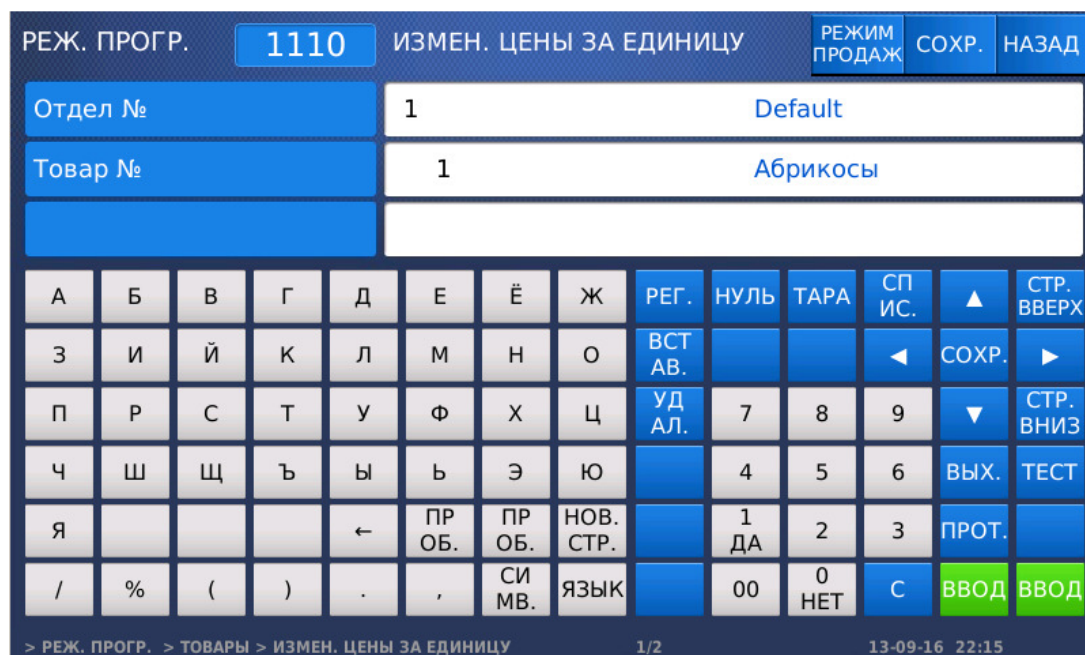 РЕЖ. ПРОГР. 1110 ИЗМЕН. ЦЕНЫ ЗА ЕДИНИЦУ РЕЖИМ ПРОДАЖ СОХР. НАЗАД
Отдел № 1 Default
Товар № 1 Абрикосы
А Б В Г Д Е Ё Ж РЕГ. НУЛЬ ТАРА СП ИС. ▲ СТР. ВВЕРХ
З И Й К Л М Н О ВСТ АВ. ◀ СОХР. ▶
П Р С Т У Ф Х Ц УД АЛ. 7 8 9 ▼ СТР. ВНИЗ
Ч Ш Щ Ъ Ы Ь Э Ю 4 5 6 ВЫХ. ТЕСТ
Я ← ПР ОБ. ПР ОБ. НОВ. СТР. 1 ДА 2 3 ПРОТ.
/ % ( ) . , СИ МВ. ЯЗЫК 00 0 НЕТ С ВВОД ВВОД
> РЕЖ. ПРОГР. > ТОВАРЫ > ИЗМЕН. ЦЕНЫ ЗА ЕДИНИЦУ 1/2 13-09-16 22:15